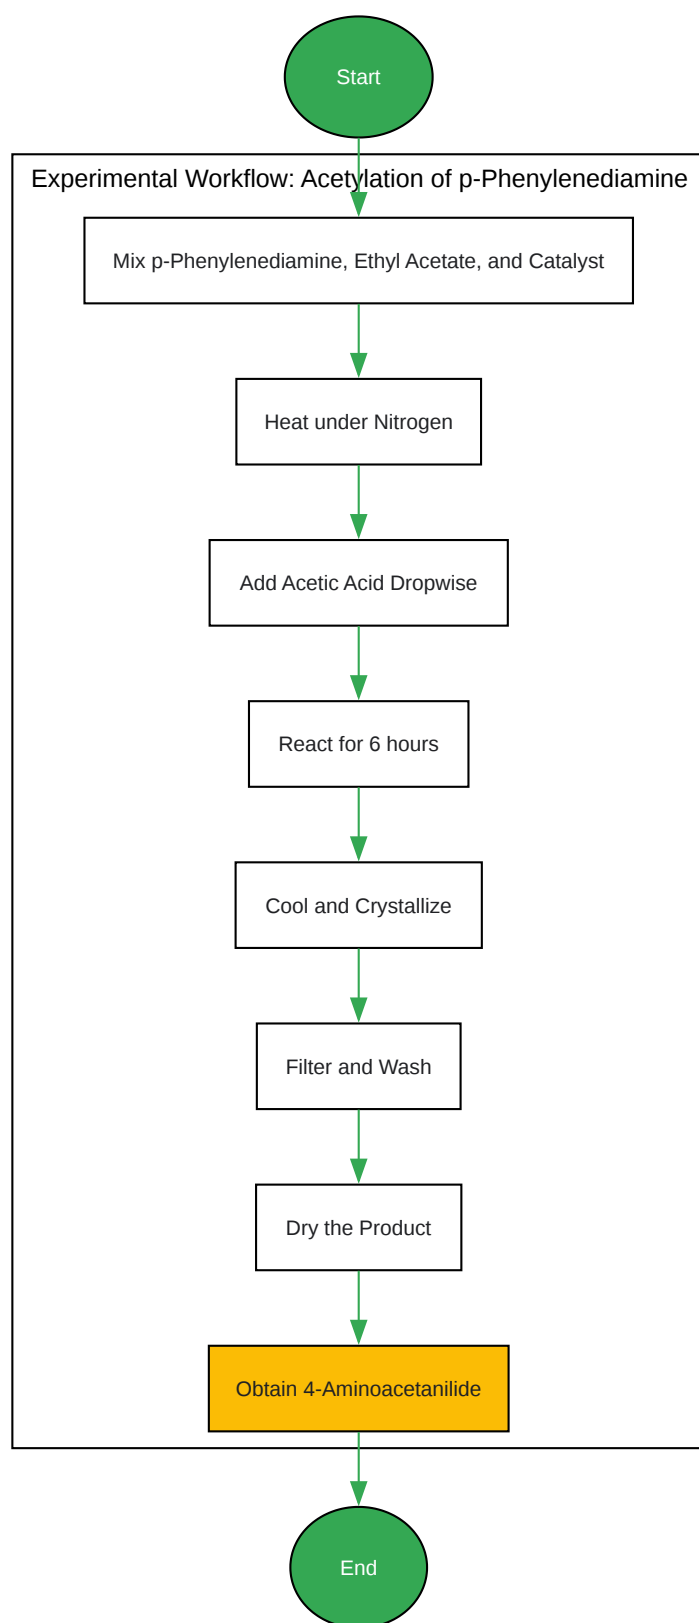 Start
Experimental Workflow: Acetylation of p-Phenylenediamine
Mix p-Phenylenediamine, Ethyl Acetate, and Catalyst
Heat under Nitrogen
Add Acetic Acid Dropwise
React for 6 hours
Cool and Crystallize
Filter and Wash
Dry the Product
Obtain 4-Aminoacetanilide
End